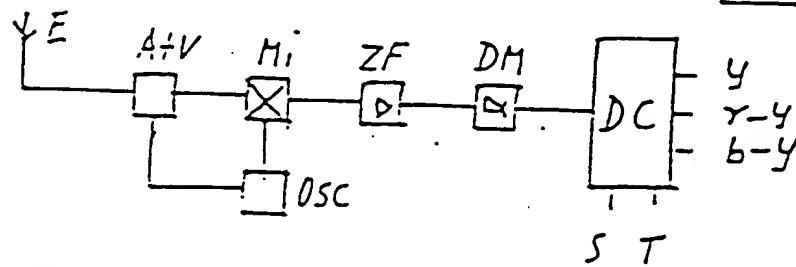 E
A+V Mi ZF DM
DC
y
r-y
b-y
OSC
S T